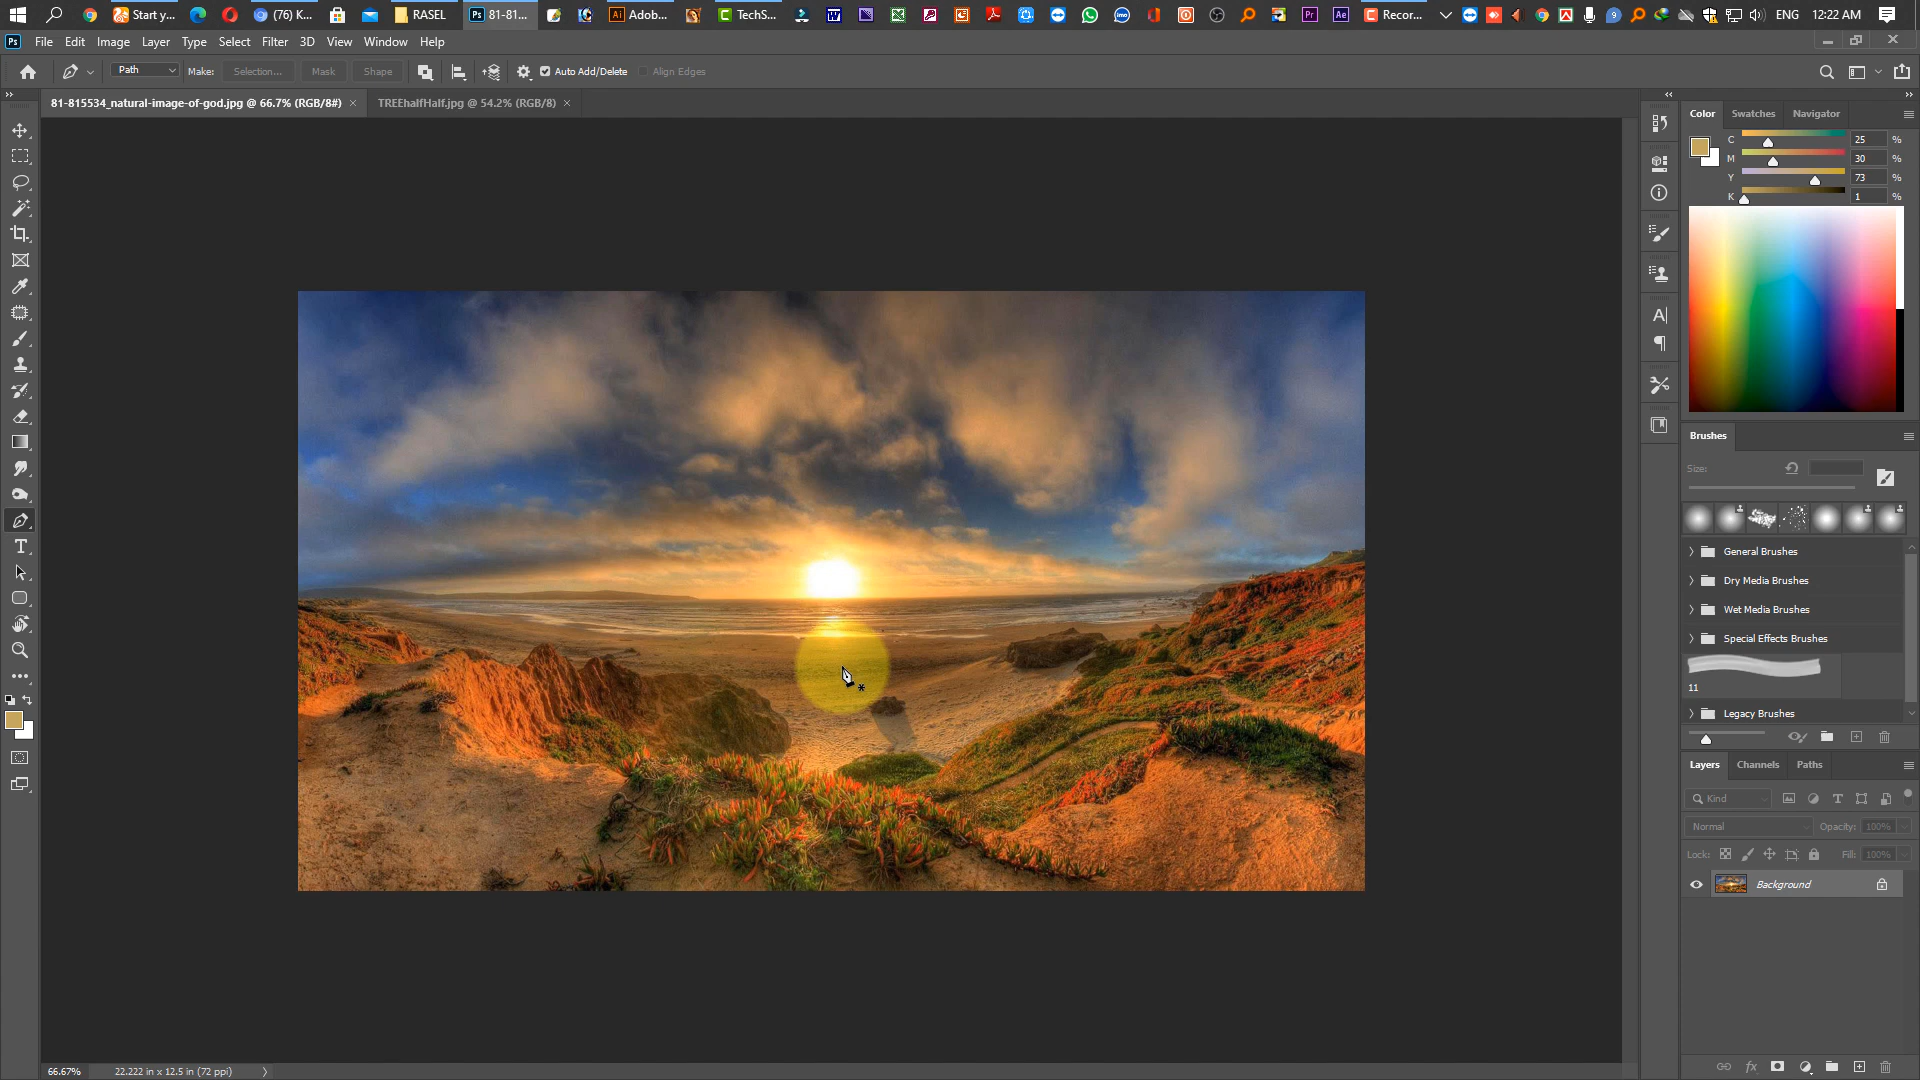 Start y...
(76) K...
RASEL
81-81...
Adob...
TechS...
Recor...
ENG
12:22 AM
File Edit Image Layer Type Select Filter 3D View Window Help
Path
Make:
Selection...
Mask
Shape
Auto Add/Delete
Align Edges
81-815534_natural-image-of-god.jpg @ 66.7% (RGB/8#) ×
TREEhalfHalf.jpg @ 54.2% (RGB/8) ×
Color Swatches Navigator
C 25 %
M 30 %
Y 73 %
K 1 %
Brushes
Size:
General Brushes
Dry Media Brushes
Wet Media Brushes
Special Effects Brushes
11
Legacy Brushes
Layers Channels Paths
Kind
Normal
Opacity: 100%
Lock:
Fill: 100%
Background
66.67%
22.222 in x 12.5 in (72 ppi)